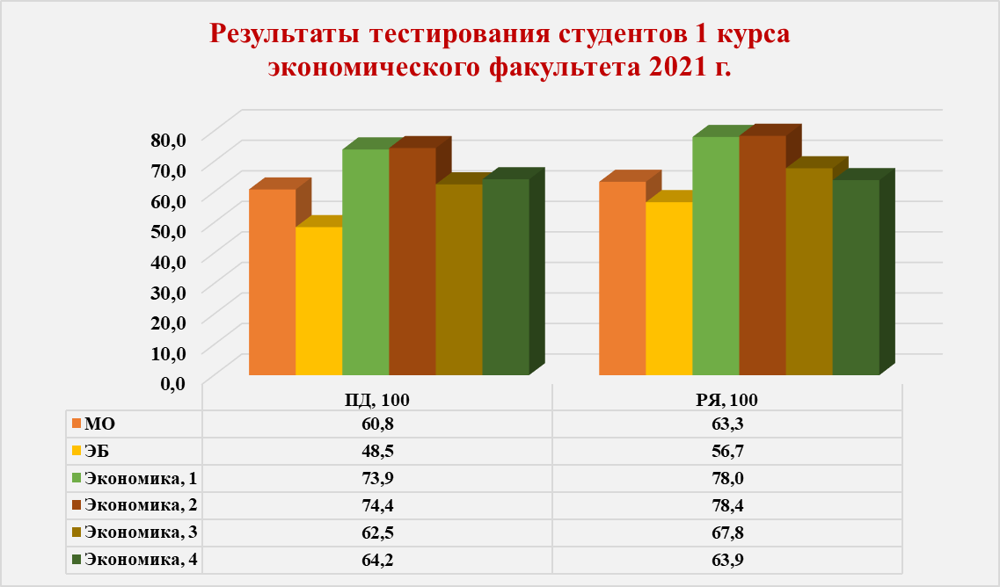 Результаты тестирования студентов 1 курса
экономического факультета 2021 г.
80,0
70,0
60,0
50,0
40,0
30,0
20,0
10,0
0,0
ПД, 100 РЯ, 100
МО 60,8 63,3
ЭБ 48,5 56,7
Экономика, 1 73,9 78,0
Экономика, 2 74,4 78,4
Экономика, 3 62,5 67,8
Экономика, 4 64,2 63,9